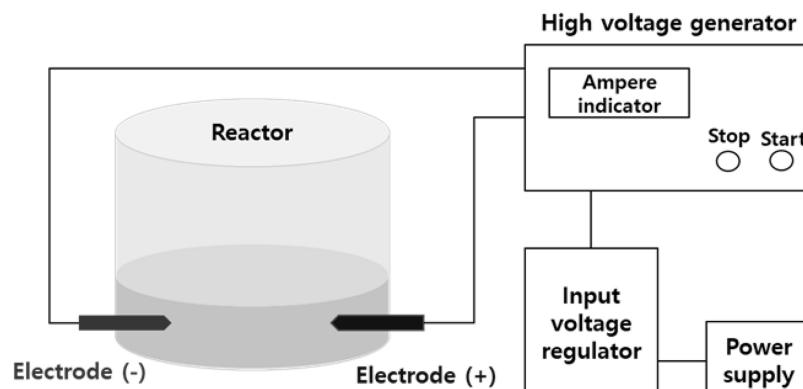 High voltage generator
Ampere
indicator
Reactor
Stop
Start
Input
voltage
regulator
Power
supply
Electrode (-)
Electrode (+)